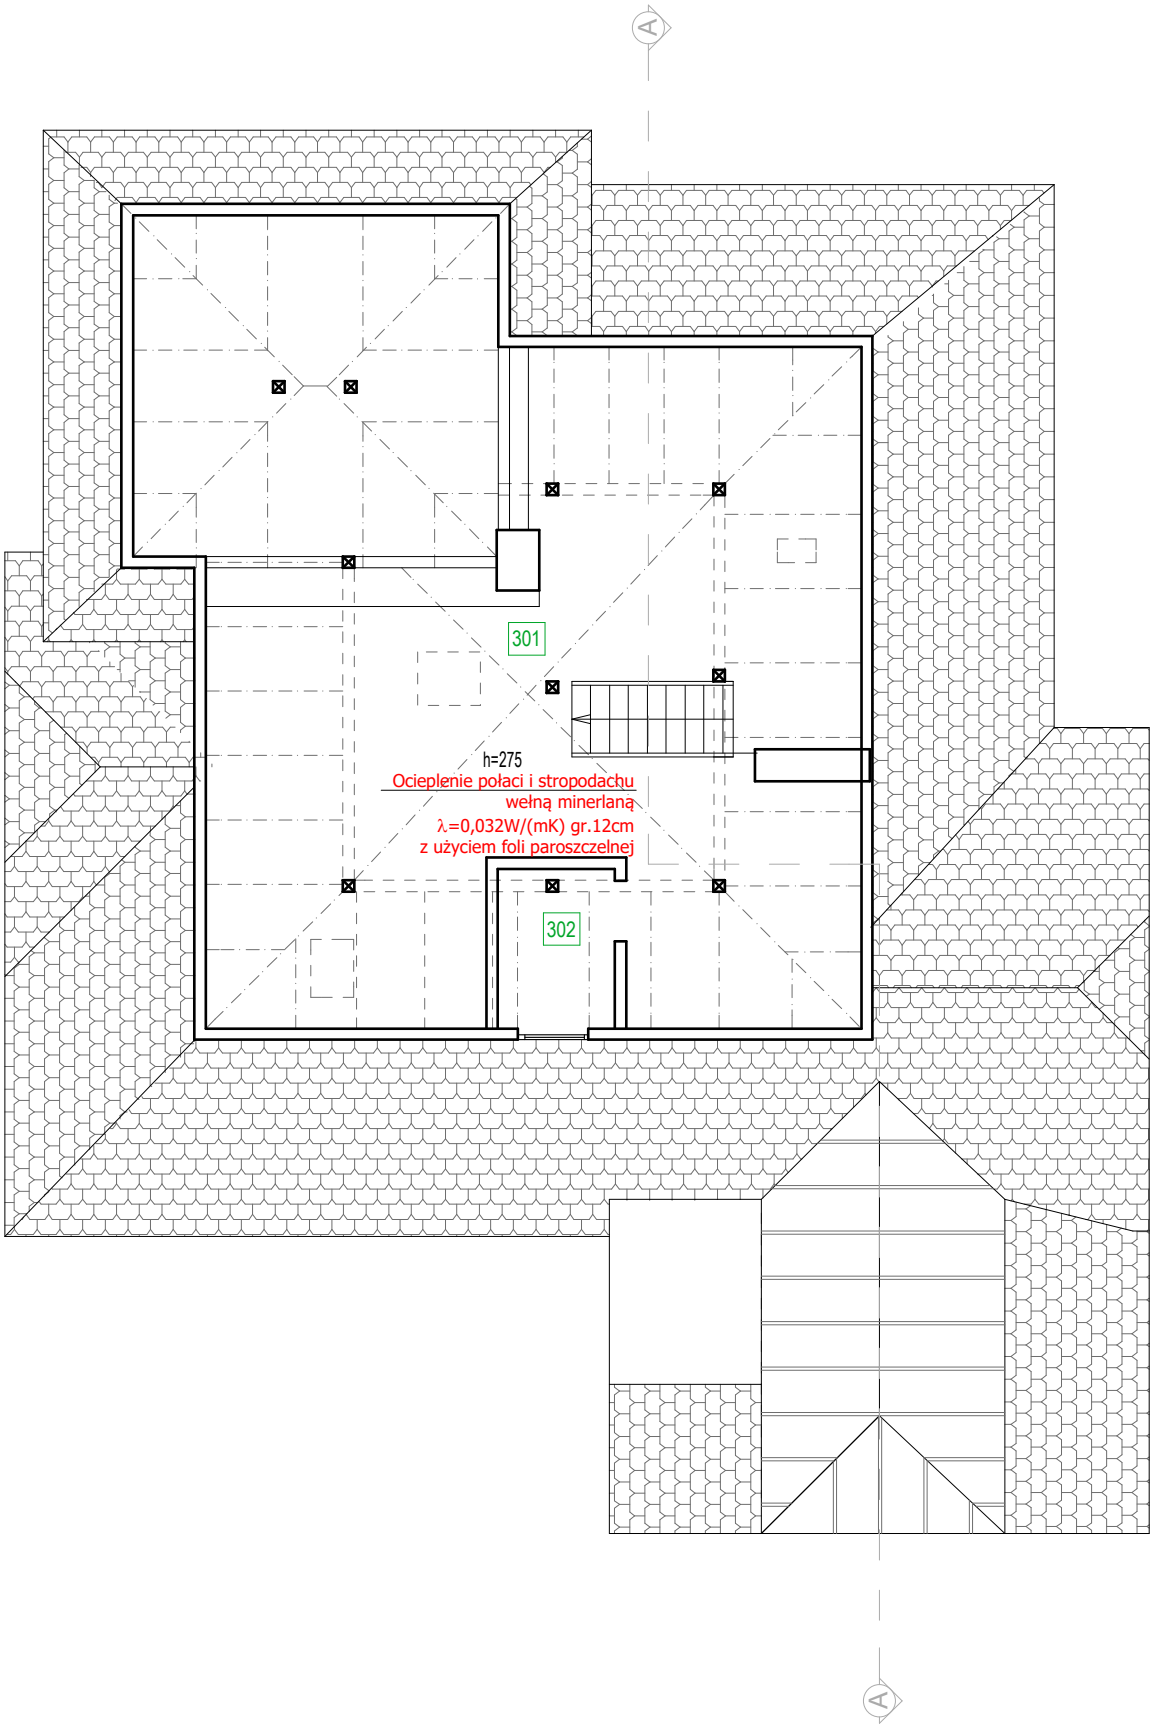 A
301
h=275
Ocieplenie połaci i stropodachu
wełną minerlaną
λ=0,032W/(mK) gr.12cm
z użyciem foli paroszczelnej
302
A